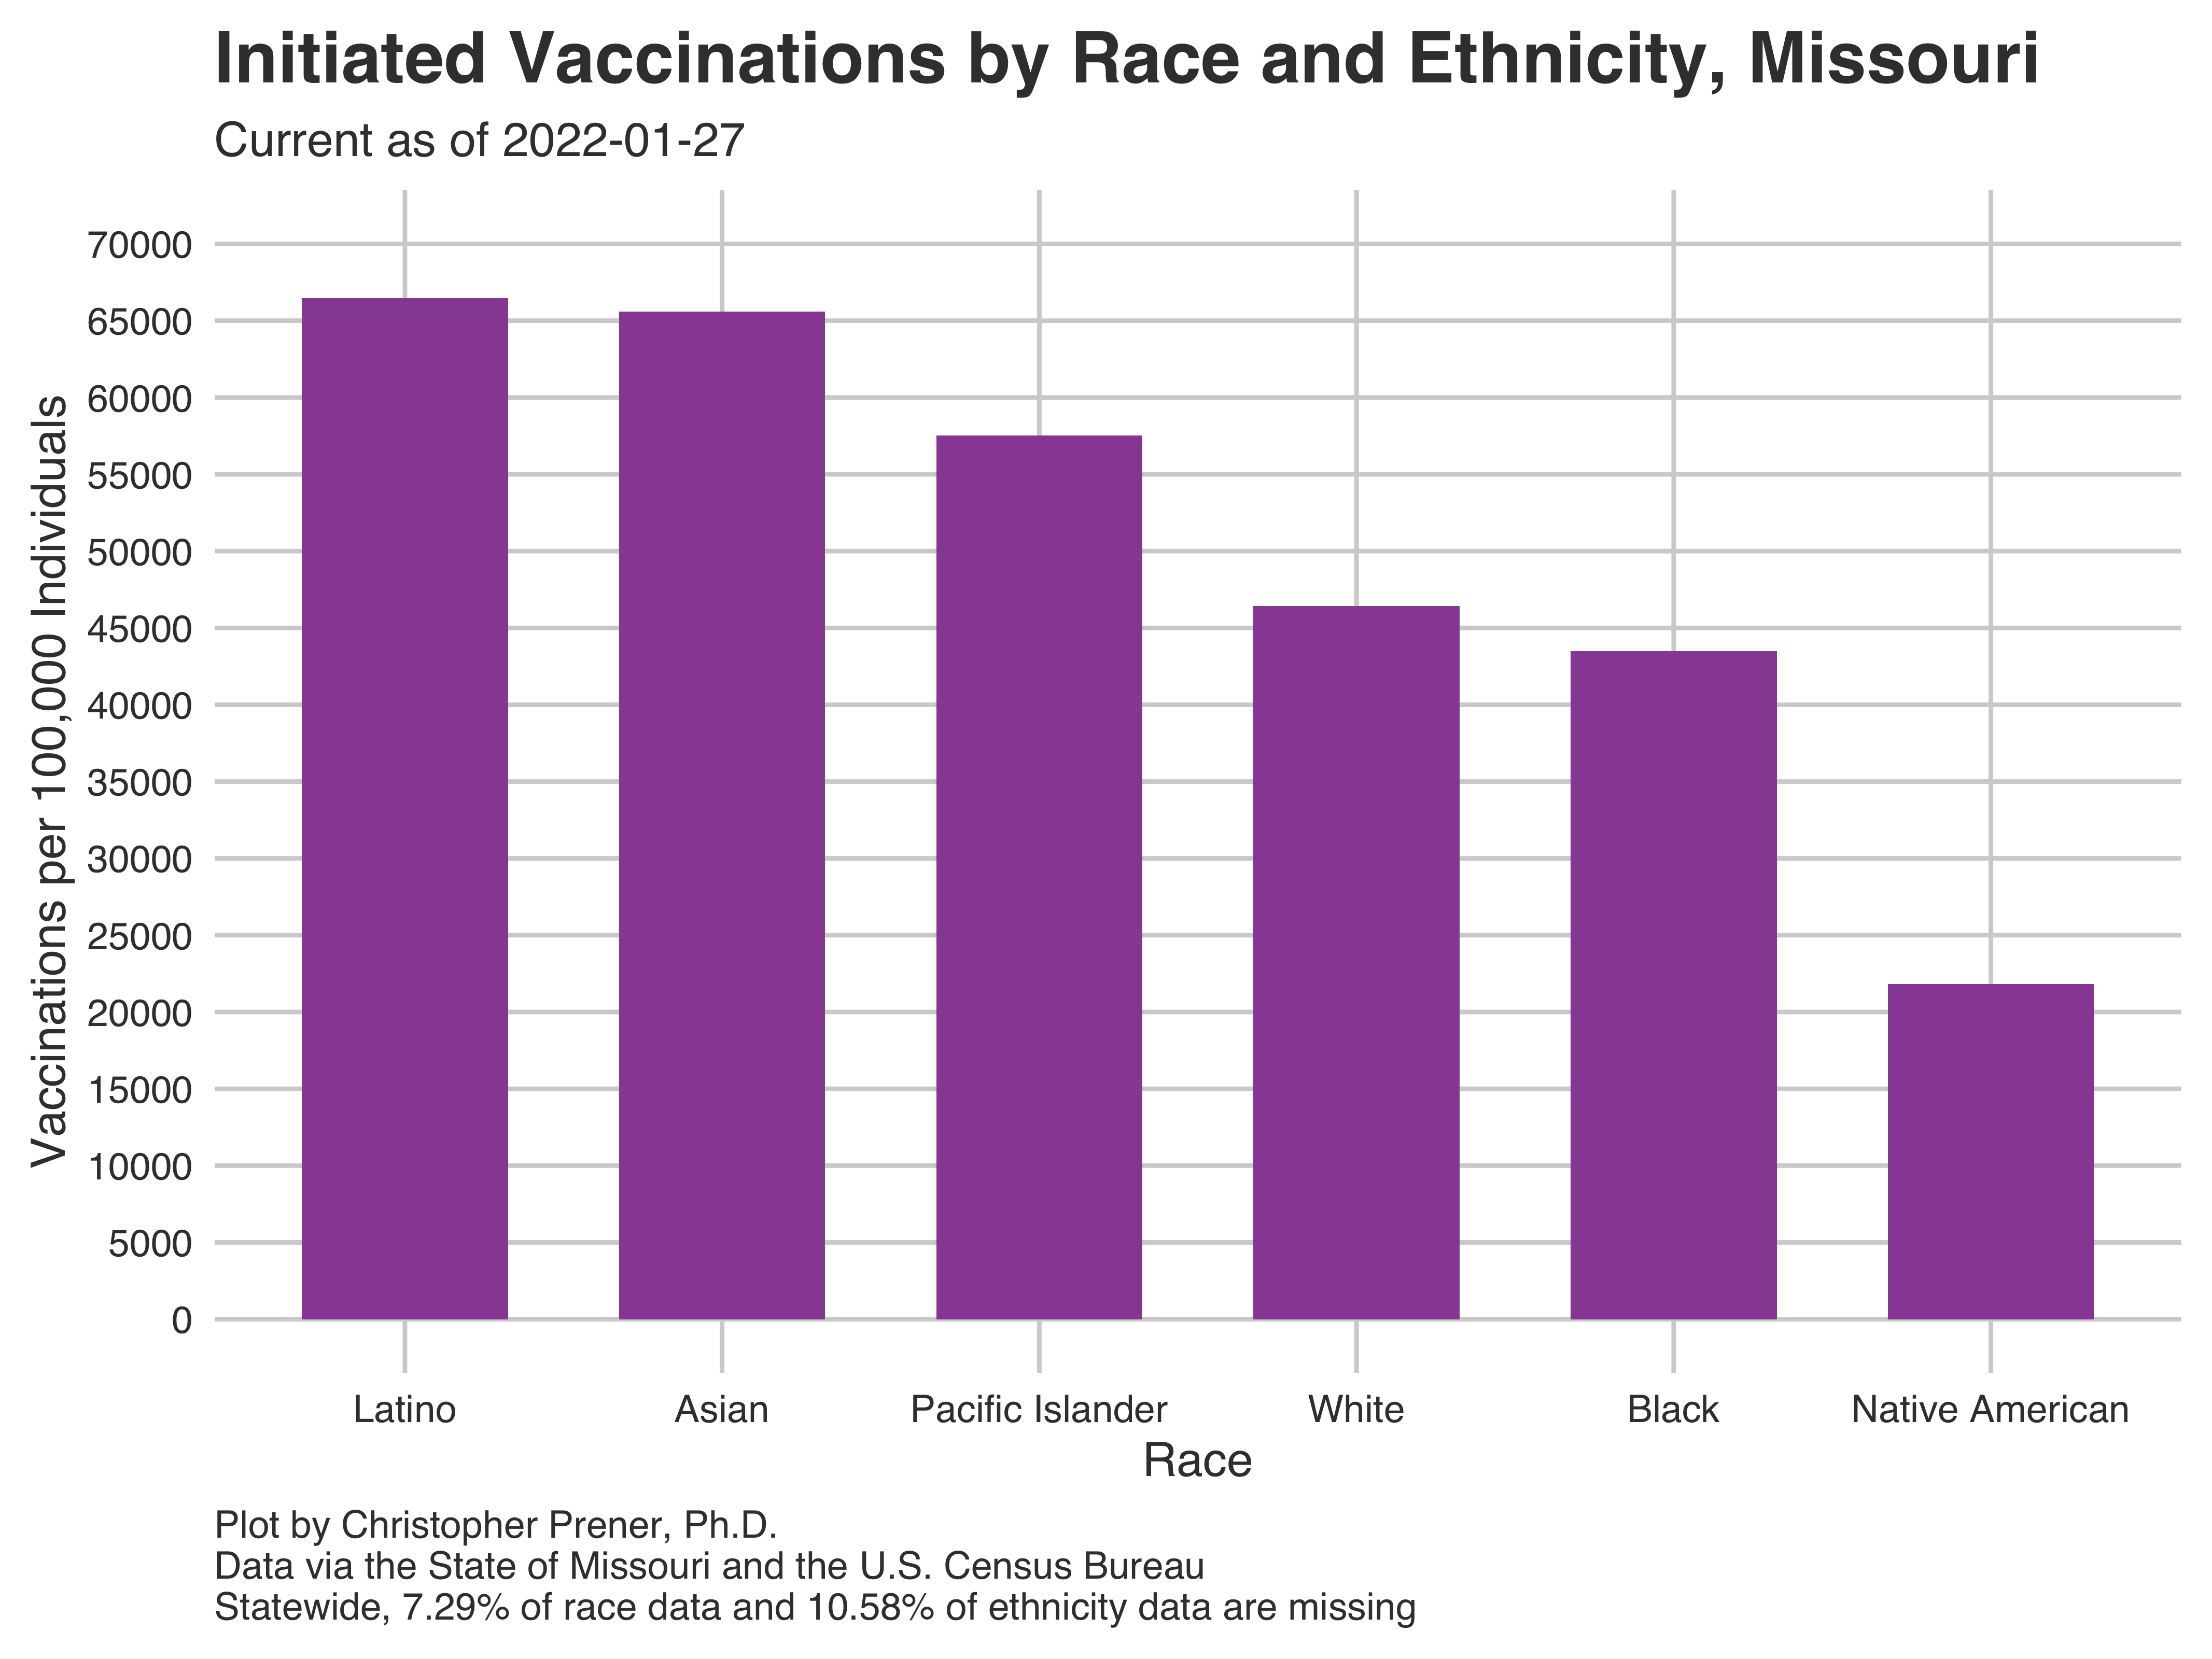 Initiated Vaccinations by Race and Ethnicity, Missouri
Current as of 2022-01-27
Vaccinations per 100,000 Individuals
70000
65000
60000
55000
50000
45000
40000
35000
30000
25000
20000
15000
10000
5000
0
Latino Asian Pacific Islander White Black Native American
Race
Plot by Christopher Prener, Ph.D.
Data via the State of Missouri and the U.S. Census Bureau
Statewide, 7.29% of race data and 10.58% of ethnicity data are missing